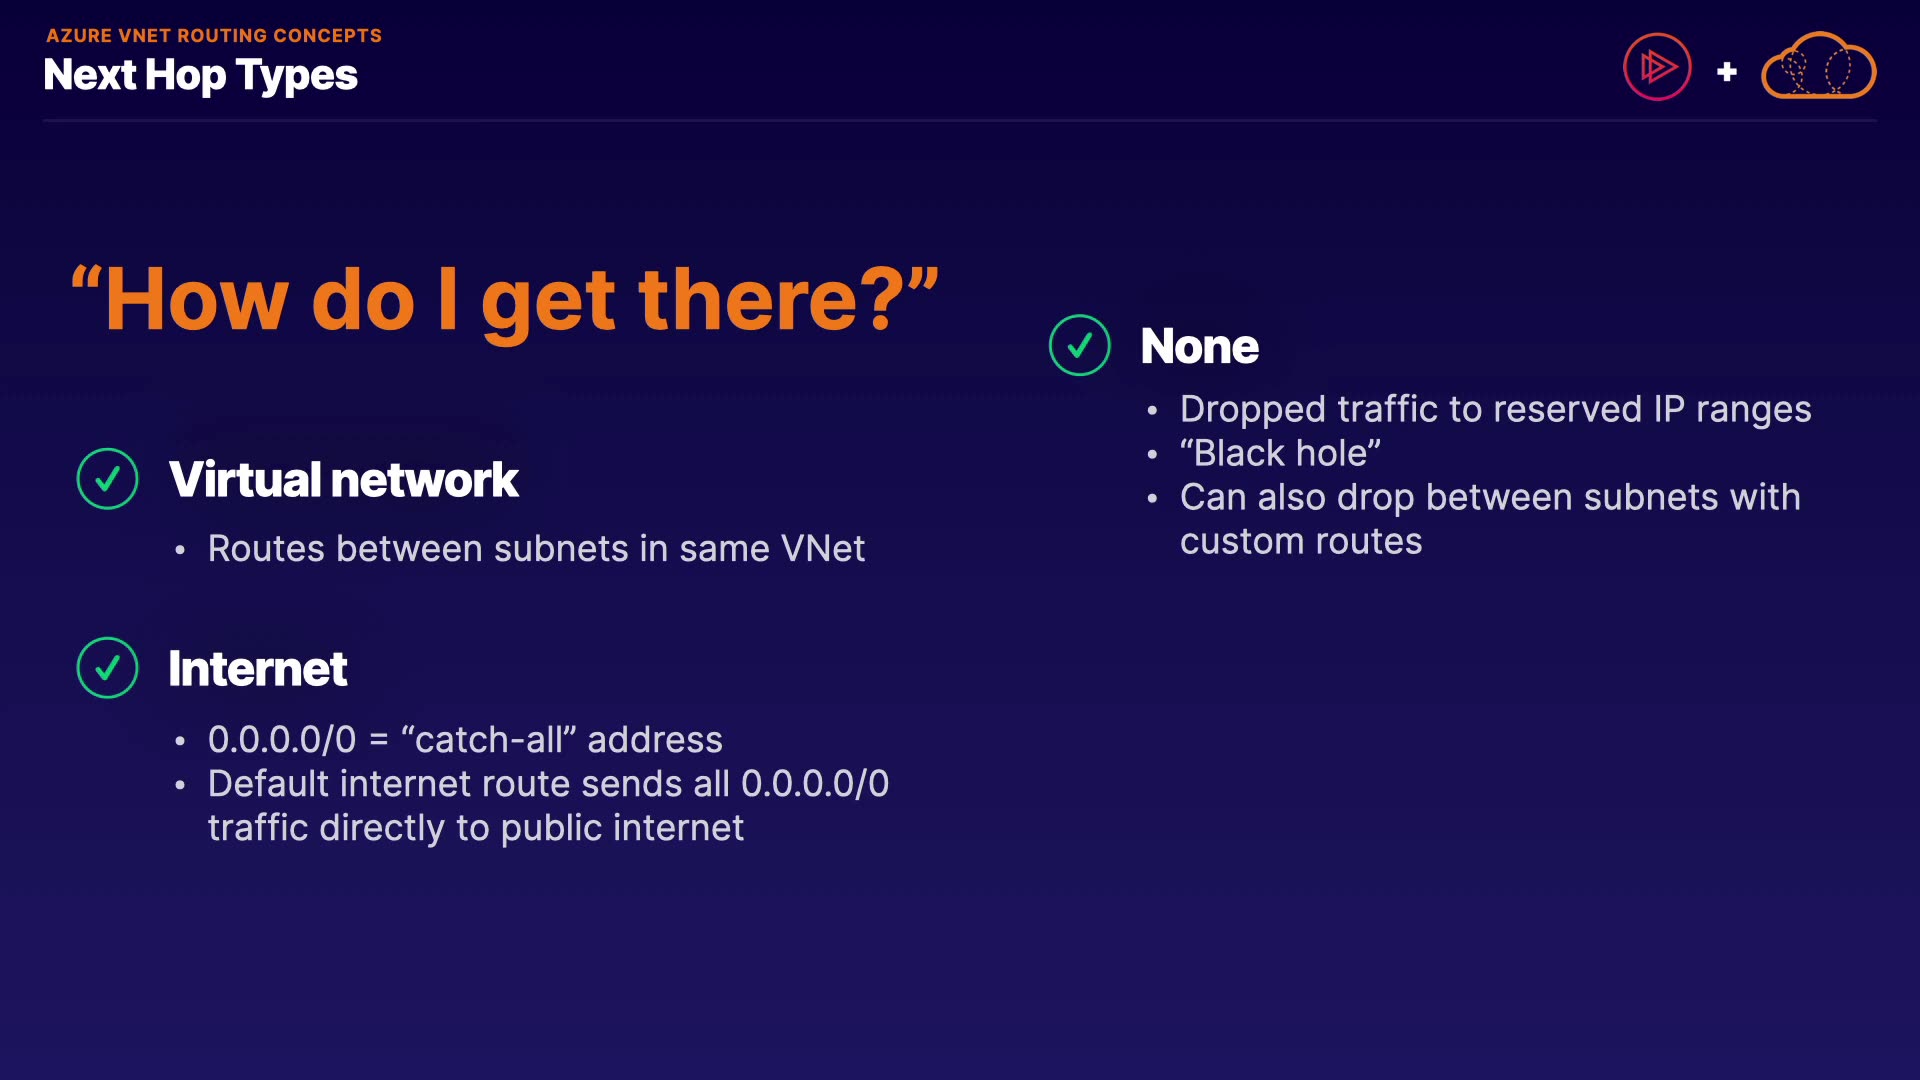 AZURE VNET ROUTING CONCEPTS
Next Hop Types
+
“How do I get there?”
Virtual network
• Routes between subnets in same VNet
Internet
• 0.0.0.0/0 = “catch-all” address
• Default internet route sends all 0.0.0.0/0
traffic directly to public internet
None
• Dropped traffic to reserved IP ranges
• “Black hole”
• Can also drop between subnets with
custom routes